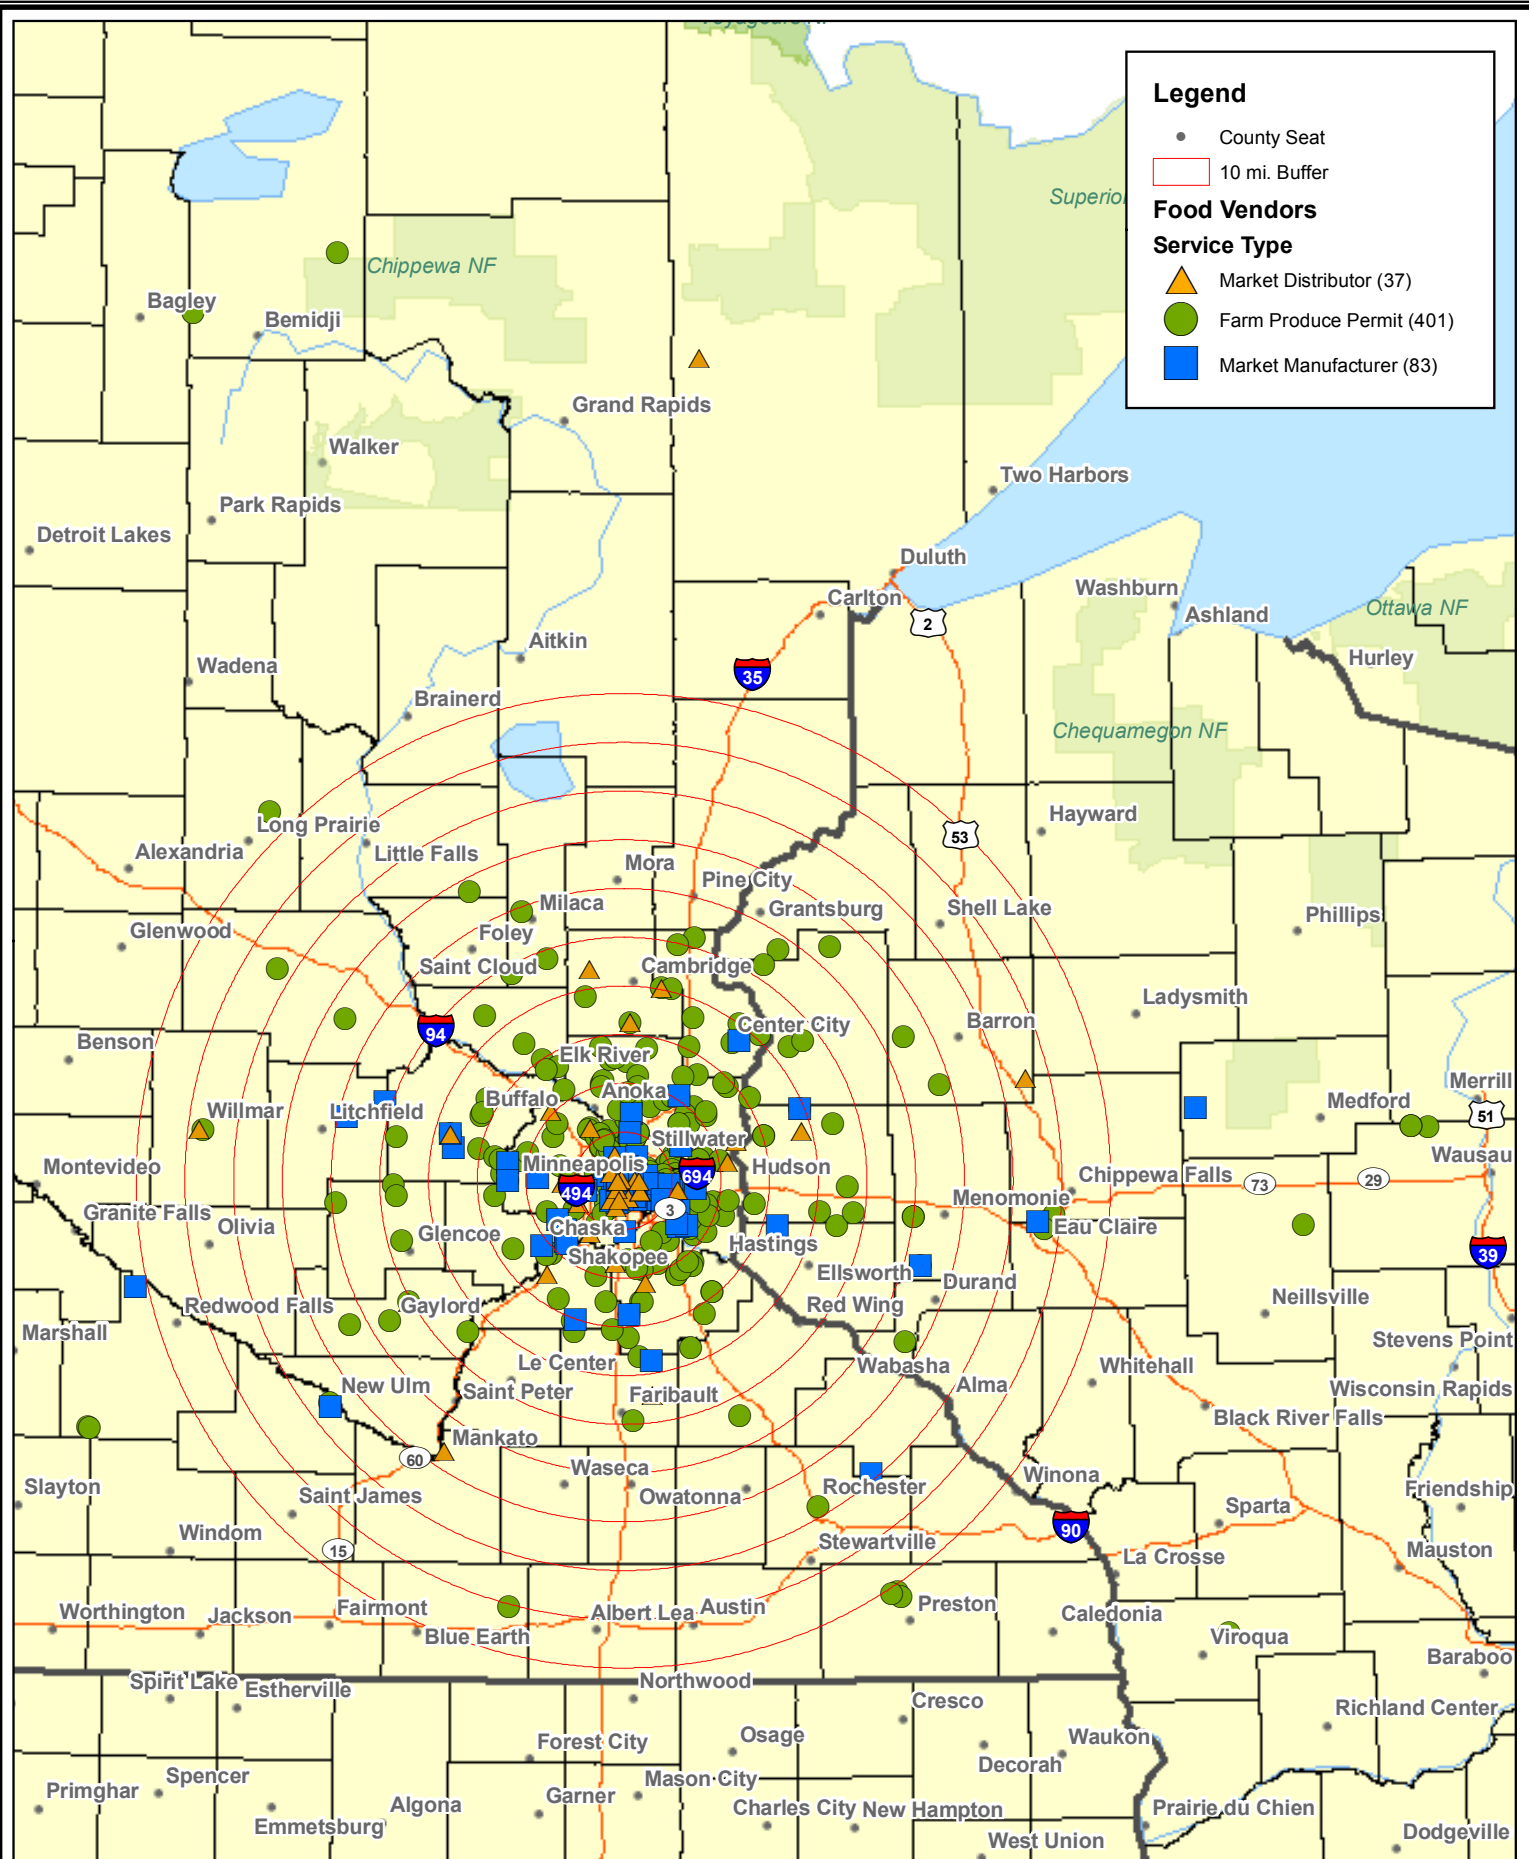 Voyageurs NF
Legend
County Seat
10 mi. Buffer
Food Vendors
Service Type
Market Distributor (37)
Farm Produce Permit (401)
Market Manufacturer (83)
Superior
Chippewa NF
Bagley
Bemidji
Grand Rapids
Walker
Two Harbors
Park Rapids
Detroit Lakes
Duluth
Carlton
Washburn
Ashland
Ottawa NF
2
Aitkin
Hurley
Wadena
35
Brainerd
Chequamegon NF
Hayward
Long Prairie
53
Alexandria
Little Falls
Mora
Pine City
Milaca
Grantsburg
Shell Lake
Phillips
Glenwood
Foley
Saint Cloud
Cambridge
Ladysmith
94
Center City
Barron
Benson
Elk River
Merrill
Anoka
Buffalo
Medford
Willmar
Litchfield
51
Stillwater
Wausau
Minneapolis
Montevideo
694
Hudson
Chippewa Falls
73
29
494
Menomonie
Granite Falls
Olivia
3
Chaska
Eau Claire
Glencoe
Hastings
39
Shakopee
Ellsworth
Durand
Redwood Falls
Gaylord
Red Wing
Neillsville
Marshall
Stevens Point
Le Center
Wabasha
Whitehall
New Ulm
Saint Peter
Faribault
Alma
Wisconsin Rapids
Black River Falls
Mankato
60
Waseca
Winona
Slayton
Rochester
Friendship
Saint James
Owatonna
Sparta
Windom
90
15
Stewartville
La Crosse
Mauston
Worthington
Jackson
Fairmont
Albert Lea
Austin
Preston
Caledonia
Blue Earth
Viroqua
Baraboo
Spirit Lake
Estherville
Northwood
Cresco
Richland Center
Forest City
Osage
Waukon
Decorah
Spencer
Primghar
Mason City
Garner
Algona
Charles City
New Hampton
Prairie du Chien
Emmetsburg
West Union
Dodgeville